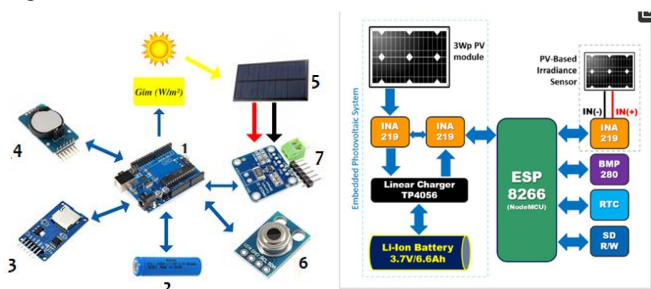 Gim (W/m²)
5
4
1
7
3
2
6
3Wp PV
module
PV-Based
Irradiance
Sensor
IN(-)
IN(+)
Embedded Photovoltaic System
INA
219
INA
219
INA
219
ESP
8266
(NodeMCU)
BMP
280
Linear Charger
TP4056
RTC
Li-Ion Battery
3.7V/6.6Ah
SD
R/W